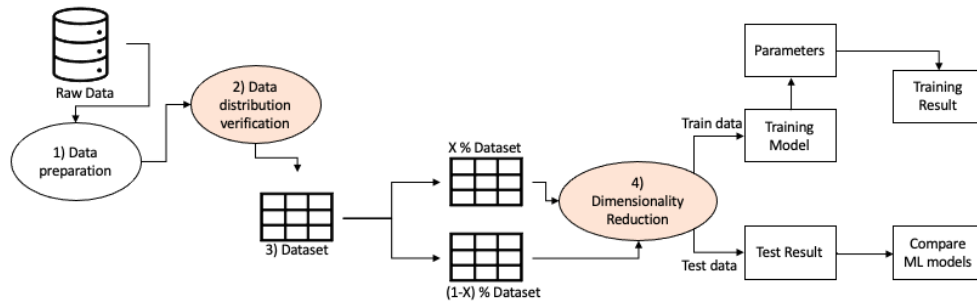 Raw Data
1) Data
preparation
2) Data
distribution
verification
3) Dataset
X % Dataset
(1-X) % Dataset
4)
Dimensionality
Reduction
Train data
Test data
Training
Model
Parameters
Training
Result
Test Result
Compare
ML models